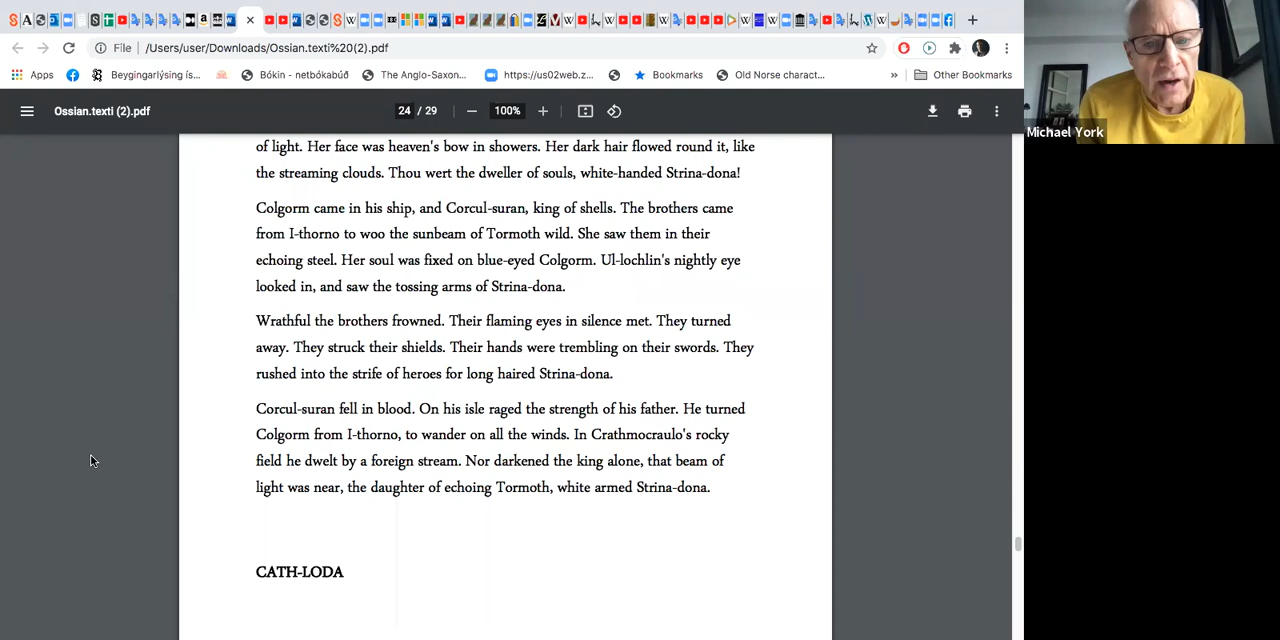 File
/Users/user/Downloads/Ossian.texti%20(2).pdf
Apps
Beygingarlýsing ís...
Bókin - netbókabúð
The Anglo-Saxon...
https://us02web.z...
Bookmarks
Old Norse charact...
»
Other Bookmarks
Ossian.texti (2).pdf
24 / 29
100%
Michael York
of light. Her face was heaven's bow in showers. Her dark hair flowed round it, like
the streaming clouds. Thou wert the dweller of souls, white-handed Strina-dona!
Colgorm came in his ship, and Corcul-suran, king of shells. The brothers came
from I-thorno to woo the sunbeam of Tormoth wild. She saw them in their
echoing steel. Her soul was fixed on blue-eyed Colgorm. Ul-lochlin's nightly eye
looked in, and saw the tossing arms of Strina-dona.
Wrathful the brothers frowned. Their flaming eyes in silence met. They turned
away. They struck their shields. Their hands were trembling on their swords. They
rushed into the strife of heroes for long haired Strina-dona.
Corcul-suran fell in blood. On his isle raged the strength of his father. He turned
Colgorm from I-thorno, to wander on all the winds. In Crathmocraulo's rocky
field he dwelt by a foreign stream. Nor darkened the king alone, that beam of
light was near, the daughter of echoing Tormoth, white armed Strina-dona.
CATH-LODA